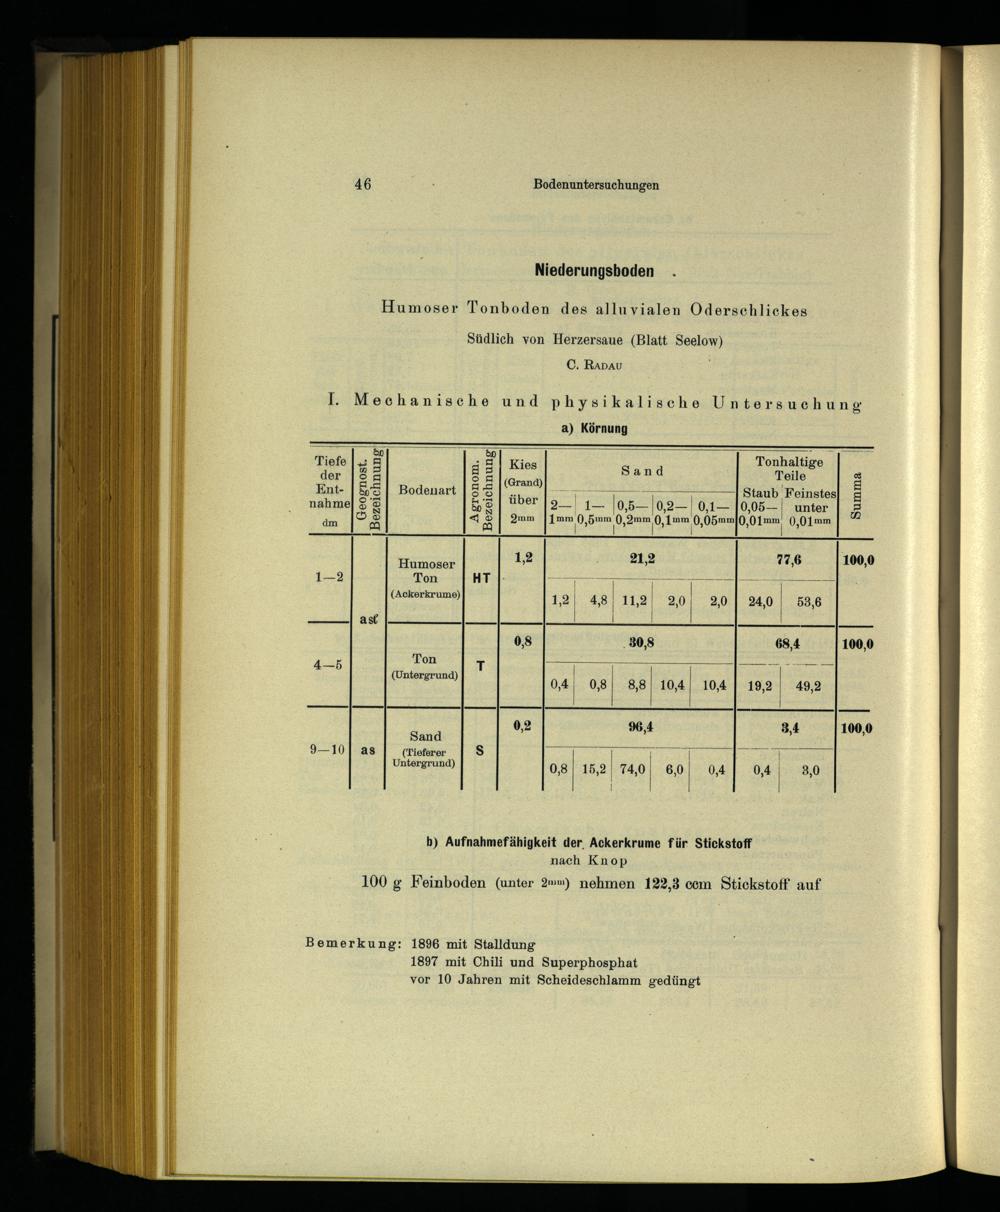 46 Bodenuntersuchungen
Niederungsboden
Humoser Tonboden des alluvialen Oderschlickes
Südlich von Herzersaue (Blatt Seelow)
C. RADAU
I. Mechanische und physikalische Untersuchung
a) Körnung
Tiefe der Ent- nahme dm | Geognost. Bezeichnung | Bodenart | Agronom. Bezeichnung | Kies (Grand) über 2mm | Sand | Tonhaltige Teile | Summa
2— 1mm | 1— 0,5mm | 0,5— 0,2mm | 0,2— 0,1mm | 0,1— 0,05mm | Staub 0,05— 0,01mm | Feinstes unter 0,01mm
1—2 | Humoser Ton (Ackerkrume) | HT | 1,2 | 21,2 | 77,6 | 100,0
1,2 | 4,8 | 11,2 | 2,0 | 2,0 | 24,0 | 53,6
4—5 | Ton (Untergrund) | T | 0,8 | 30,8 | 68,4 | 100,0
0,4 | 0,8 | 8,8 | 10,4 | 10,4 | 19,2 | 49,2
9—10 | as | Sand (Tieferer Untergrund) | S | 0,2 | 96,4 | 3,4 | 100,0
0,8 | 15,2 | 74,0 | 6,0 | 0,4 | 0,4 | 3,0
b) Aufnahmefähigkeit der Ackerkrume für Stickstoff
nach Knop
100 g Feinboden (unter 2mm) nehmen 122,3 ccm Stickstoff auf
Bemerkung: 1896 mit Stalldung
1897 mit Chili und Superphosphat
vor 10 Jahren mit Scheideschlamm gedüngt